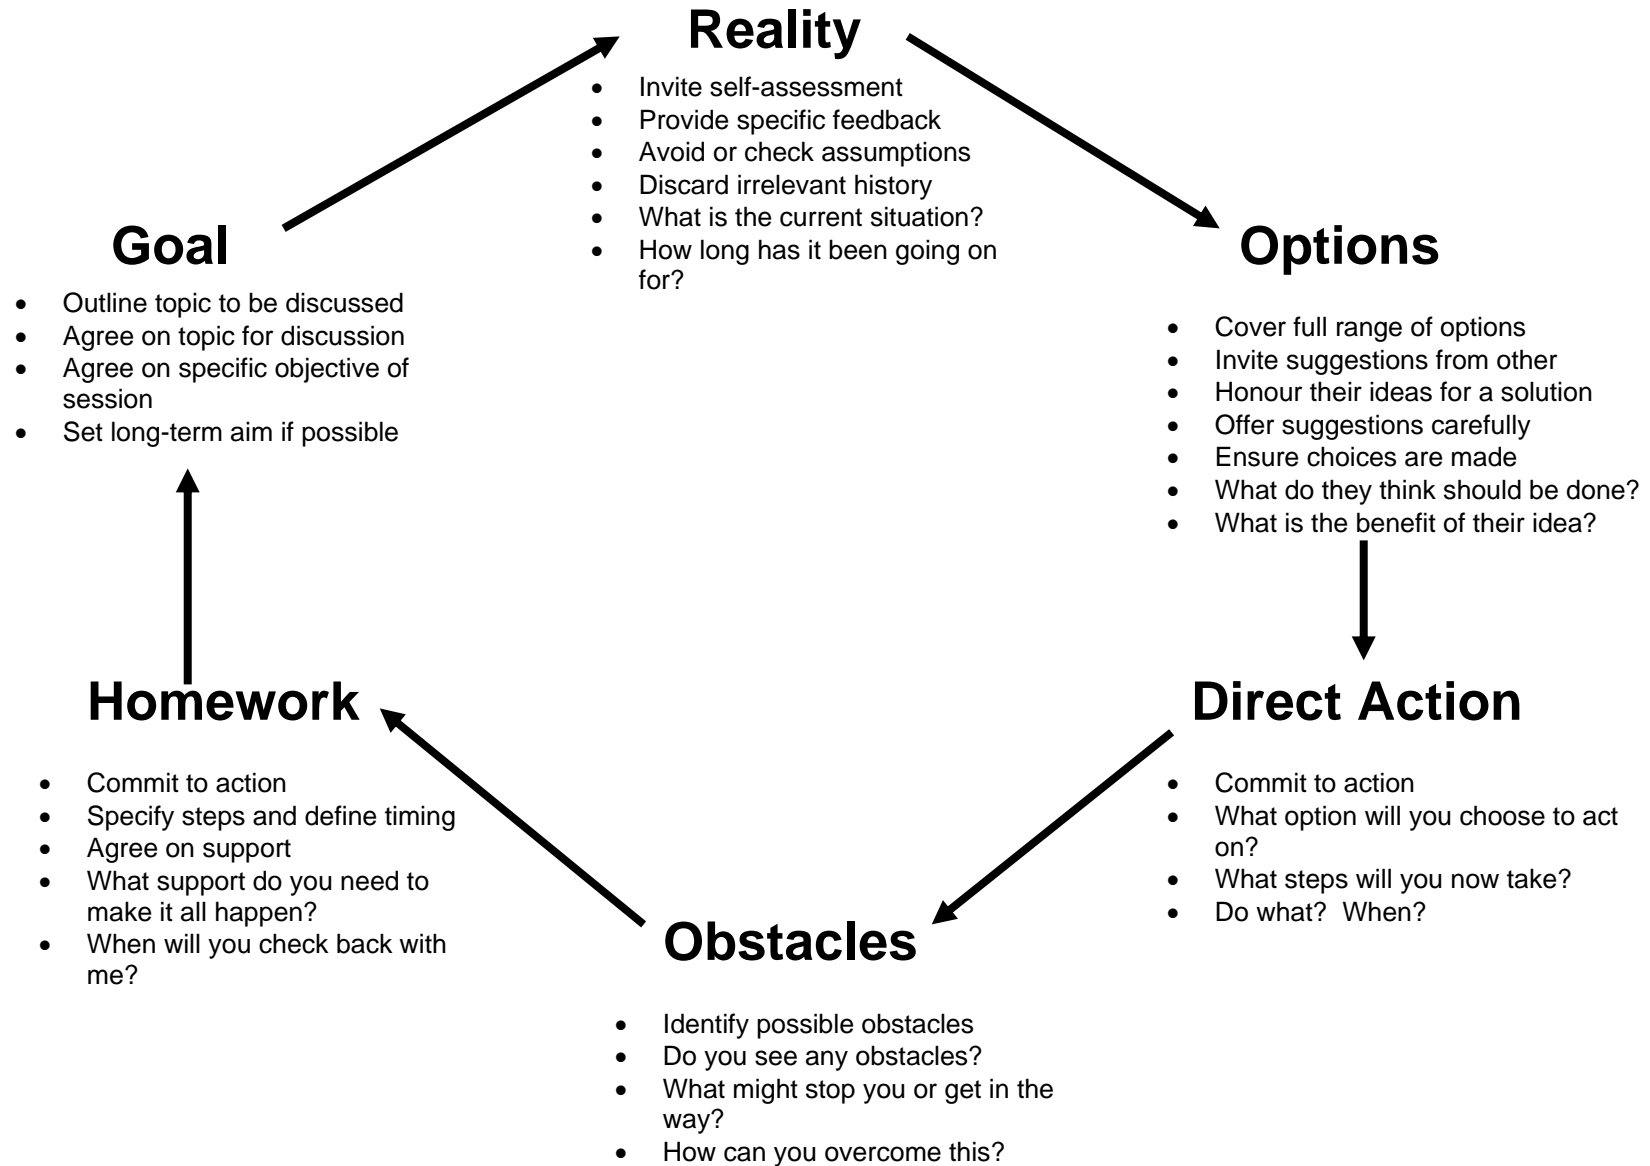 Reality
• Invite self-assessment
• Provide specific feedback
• Avoid or check assumptions
• Discard irrelevant history
• What is the current situation?
• How long has it been going on
for?
Goal
• Outline topic to be discussed
• Agree on topic for discussion
• Agree on specific objective of
session
• Set long-term aim if possible
Options
• Cover full range of options
• Invite suggestions from other
• Honour their ideas for a solution
• Offer suggestions carefully
• Ensure choices are made
• What do they think should be done?
• What is the benefit of their idea?
Homework
• Commit to action
• Specify steps and define timing
• Agree on support
• What support do you need to
make it all happen?
• When will you check back with
me?
Direct Action
• Commit to action
• What option will you choose to act
on?
• What steps will you now take?
• Do what?  When?
Obstacles
• Identify possible obstacles
• Do you see any obstacles?
• What might stop you or get in the
way?
• How can you overcome this?